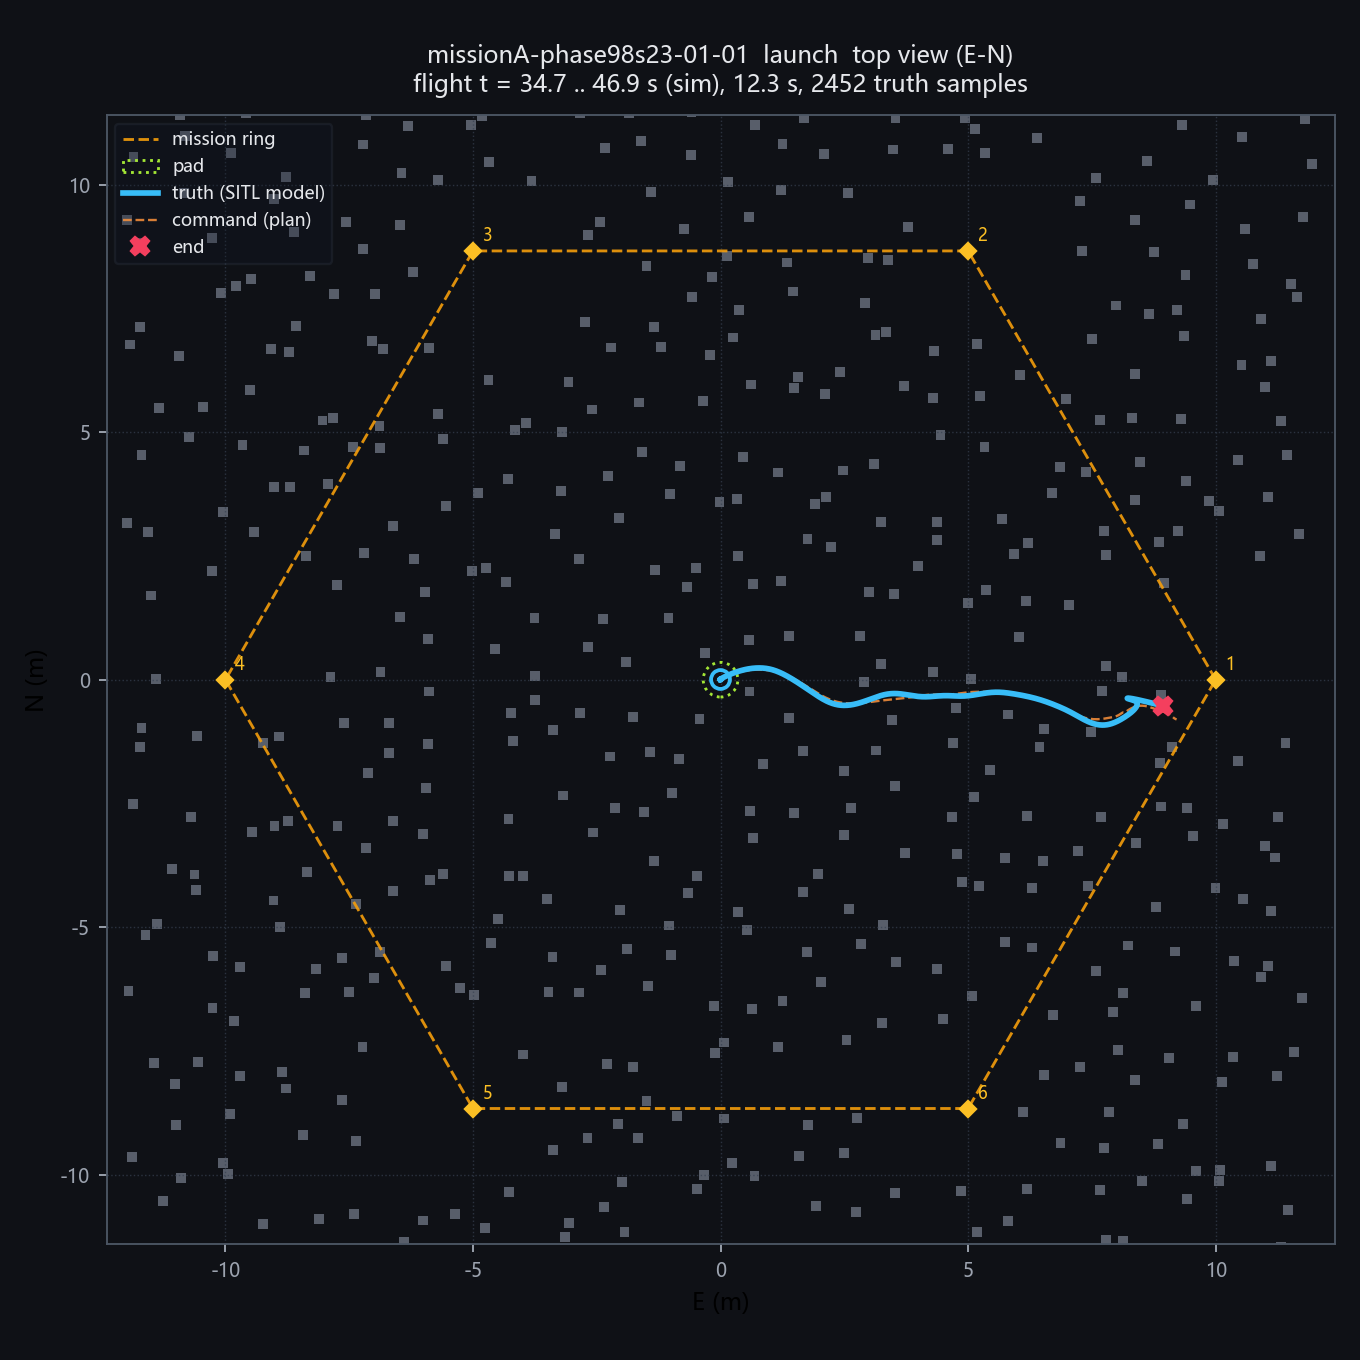 missionA-phase98s23-01-01 launch top view (E-N)
flight t = 34.7 .. 46.9 s (sim), 12.3 s, 2452 truth samples
mission ring
pad
truth (SITL model)
command (plan)
end
10
5
0
-5
-10
N (m)
3
2
4
1
5
6
-10
-5
0
5
10
E (m)